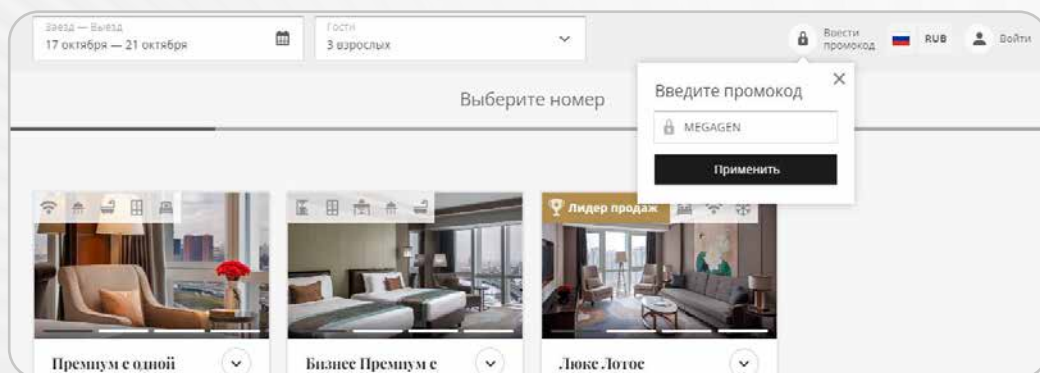 Заезд — Выезд
17 октября — 21 октября
Гости
3 взрослых
Ввести
промокод
RUB
Войти
Выберите номер
Введите промокод
MEGAGEN
Применить
Лидер продаж
Премиум с одной
Бизнес Премиум с
Люкс Лотос